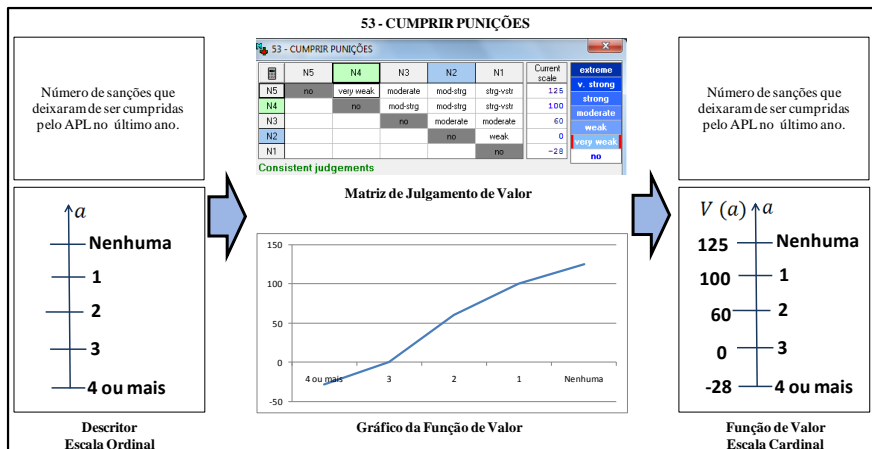 53 - CUMPRIR PUNIÇÕES
Número de sanções que
deixaram de ser cumpridas
pelo APL no último ano.
a
Nenhuma
1
2
3
4 ou mais
Descritor
Escala Ordinal
53 - CUMPRIR PUNIÇÕES
N5 N4 N3 N2 N1 Current scale
N5 no very weak moderate mod-strg strg-vstr 125
N4 no mod-strg mod-strg strg-vstr 100
N3 no moderate moderate 60
N2 no weak 0
N1 no -28
extreme
v. strong
strong
moderate
weak
very weak
no
Consistent judgements
Matriz de Julgamento de Valor
150
100
50
0
-50
4 ou mais 3 2 1 Nenhuma
Gráfico da Função de Valor
Número de sanções que
deixaram de ser cumpridas
pelo APL no último ano.
V (a) a
125 Nenhuma
100 1
60 2
0 3
-28 4 ou mais
Função de Valor
Escala Cardinal